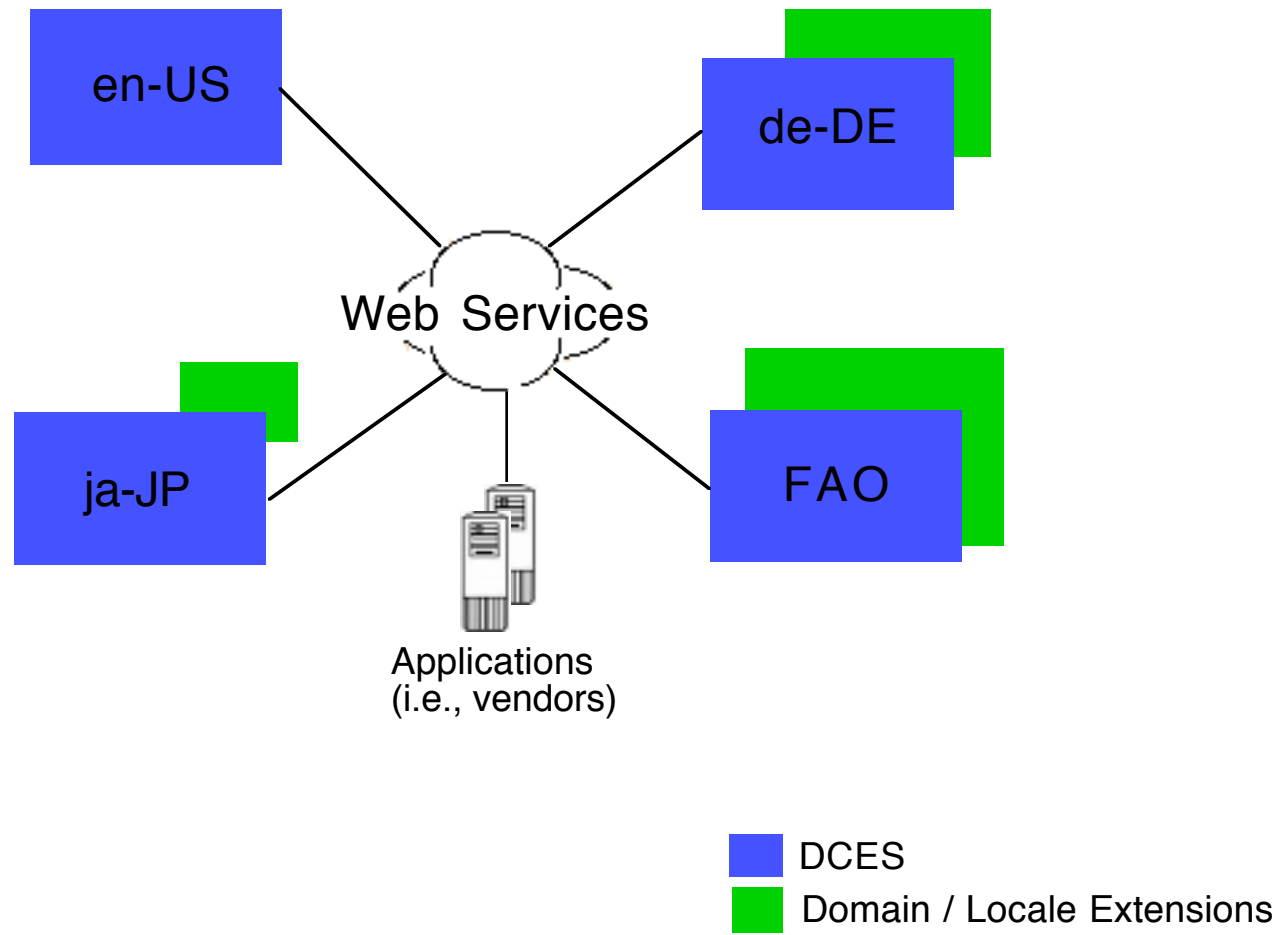 en-US
de-DE
Web Services
ja-JP
FAO
Applications
(i.e., vendors)
DCES
Domain / Locale Extensions